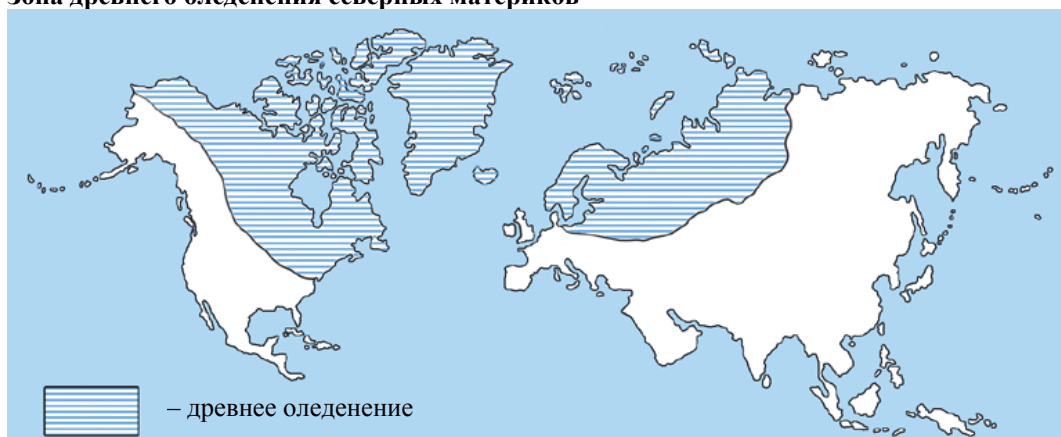 Зона древнего оледенения северных материков
– древнее оледенение